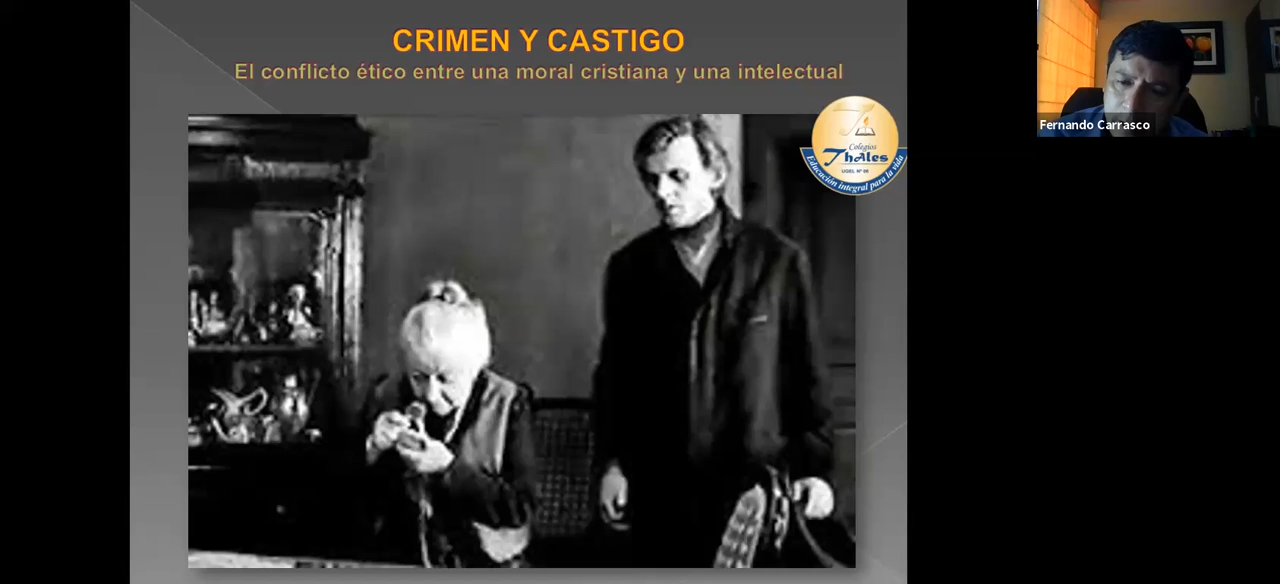 CRIMEN Y CASTIGO
El conflicto ético entre una moral cristiana y una intelectual
Colegios
Thales
UGEL Nº 06
Educación integral para la vida
Fernando Carrasco